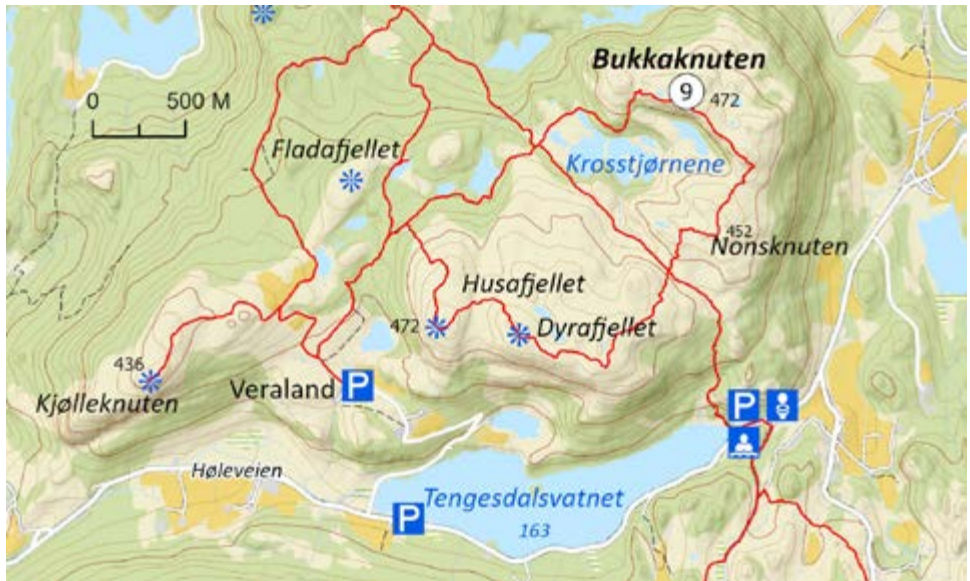 Bukkaknuten
0 500 M
9
472
Fladafjellet
Krosstjørnene
452
Nonsknuten
Husafjellet
472
Dyrafjellet
436
Veraland
P
Kjølleknuten
P
Høleveien
Tengesdalsvatnet
P
163